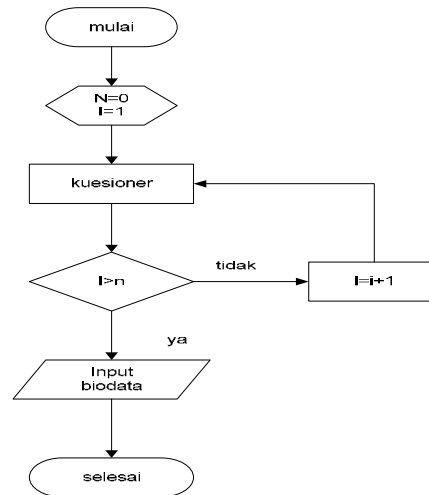 mulai
N=0
I=1
kuesioner
I>n
tidak
I=i+1
ya
Input
biodata
selesai